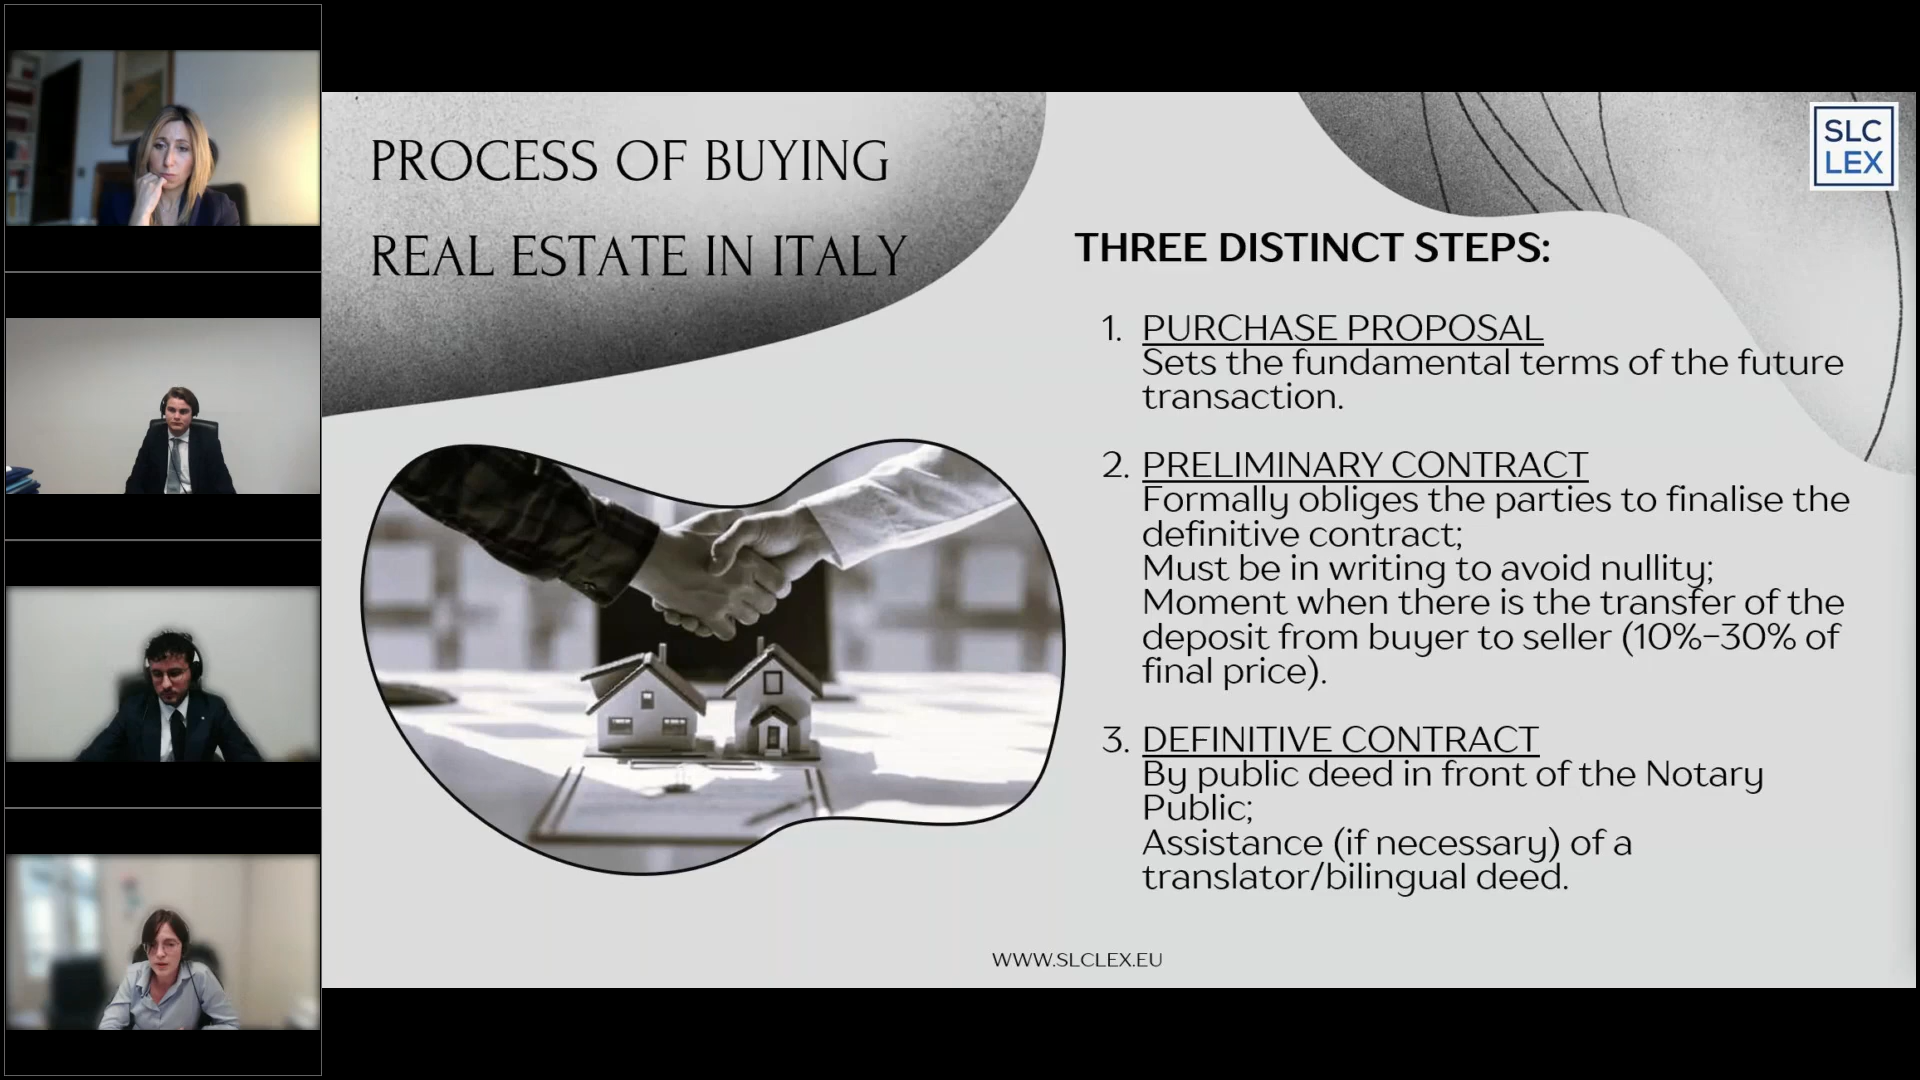 PROCESS OF BUYING
REAL ESTATE IN ITALY
SLC
LEX
THREE DISTINCT STEPS:
1. PURCHASE PROPOSAL
Sets the fundamental terms of the future
transaction.
2. PRELIMINARY CONTRACT
Formally obliges the parties to finalise the
definitive contract;
Must be in writing to avoid nullity;
Moment when there is the transfer of the
deposit from buyer to seller (10%–30% of
final price).
3. DEFINITIVE CONTRACT
By public deed in front of the Notary
Public;
Assistance (if necessary) of a
translator/bilingual deed.
WWW.SLCLEX.EU